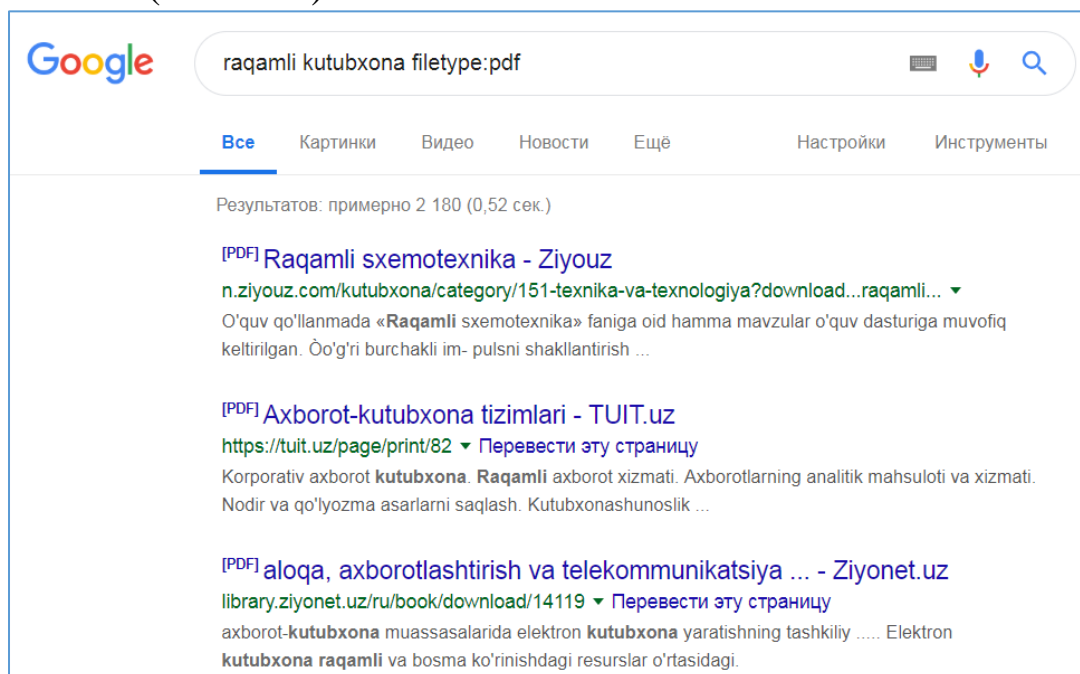 Google
raqamli kutubxona filetype:pdf
Все Картинки Видео Новости Ещё Настройки Инструменты
Результатов: примерно 2 180 (0,52 сек.)
[PDF] Raqamli sxemotexnika - Ziyouz
n.ziyouz.com/kutubxona/category/151-texnika-va-texnologiya?download...raqamli...
O'quv qo'llanmada «Raqamli sxemotexnika» faniga oid hamma mavzular o'quv dasturiga muvofiq
keltirilgan. Òo'g'ri burchakli im- pulsni shakllantirish ...
[PDF] Axborot-kutubxona tizimlari - TUIT.uz
https://tuit.uz/page/print/82 Перевести эту страницу
Korporativ axborot kutubxona. Raqamli axborot xizmati. Axborotlarning analitik mahsuloti va xizmati.
Nodir va qo'lyozma asarlarni saqlash. Kutubxonashunoslik ...
[PDF] aloqa, axborotlashtirish va telekommunikatsiya ... - Ziyonet.uz
library.ziyonet.uz/ru/book/download/14119 Перевести эту страницу
axborot-kutubxona muassasalarida elektron kutubxona yaratishning tashkiliy ..... Elektron
kutubxona raqamli va bosma ko'rinishdagi resurslar o'rtasidagi.